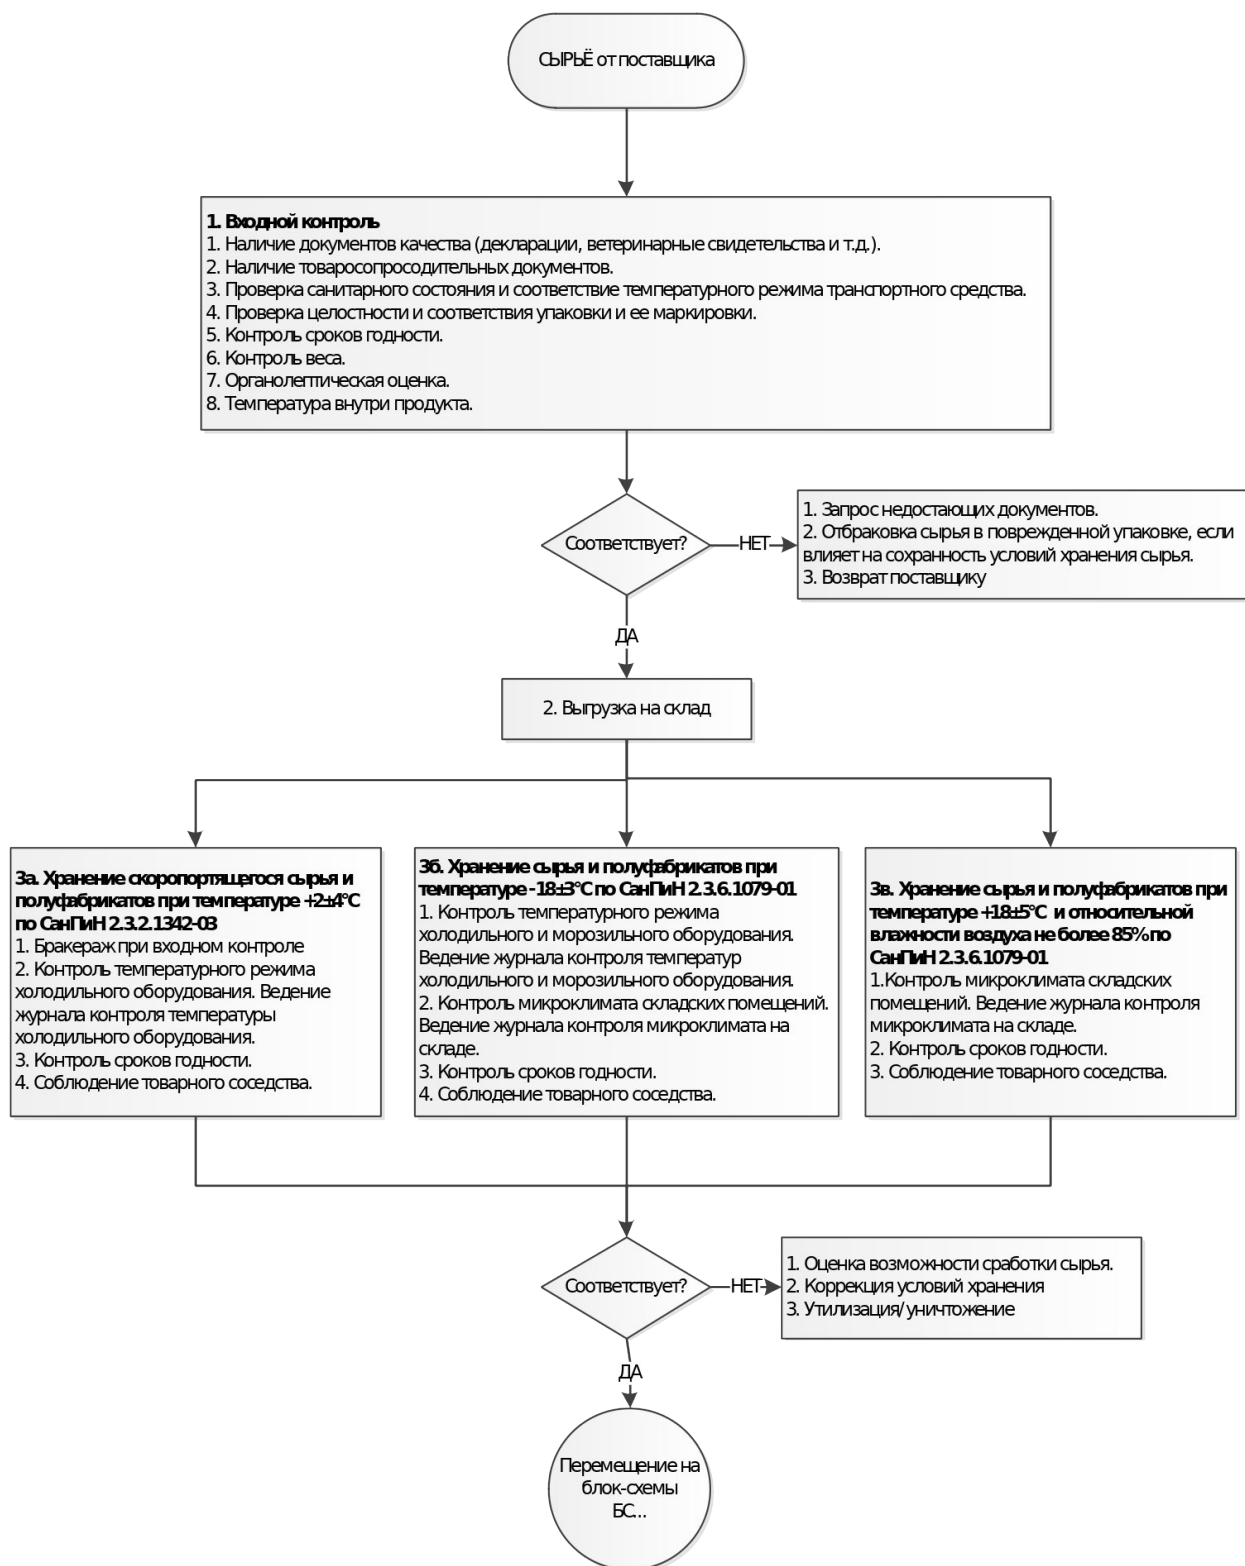 СЫРЬЁ от поставщика
1. Входной контроль
1. Наличие документов качества (декларации, ветеринарные свидетельства и т.д.).
2. Наличие товаросопросодительных документов.
3. Проверка санитарного состояния и соответствие температурного режима транспортного средства.
4. Проверка целостности и соответствия упаковки и ее маркировки.
5. Контроль сроков годности.
6. Контроль веса.
7. Органолептическая оценка.
8. Температура внутри продукта.
Соответствует?
НЕТ
1. Запрос недостающих документов.
2. Отбраковка сырья в поврежденной упаковке, если
влияет на сохранность условий хранения сырья.
3. Возврат поставщику
ДА
2. Выгрузка на склад
3а. Хранение скоропортящегося сырья и
полуфабрикатов при температуре +2±4°С
по СанПиН 2.3.2.1342-03
1. Бракераж при входном контроле
2. Контроль температурного режима
холодильного оборудования. Ведение
журнала контроля температуры
холодильного оборудования.
3. Контроль сроков годности.
4. Соблюдение товарного соседства.
3б. Хранение сырья и полуфабрикатов при
температуре -18±3°С по СанПиН 2.3.6.1079-01
1. Контроль температурного режима
холодильного и морозильного оборудования.
Ведение журнала контроля температур
холодильного и морозильного оборудования.
2. Контроль микроклимата складских помещений.
Ведение журнала контроля микроклимата на
складе.
3. Контроль сроков годности.
4. Соблюдение товарного соседства.
3в. Хранение сырья и полуфабрикатов при
температуре +18±5°С и относительной
влажности воздуха не более 85% по
СанПиН 2.3.6.1079-01
1.Контроль микроклимата складских
помещений. Ведение журнала контроля
микроклимата на складе.
2. Контроль сроков годности.
3. Соблюдение товарного соседства.
Соответствует?
НЕТ
1. Оценка возможности сработки сырья.
2. Коррекция условий хранения
3. Утилизация/уничтожение
ДА
Перемещение на
блок-схемы
БС...